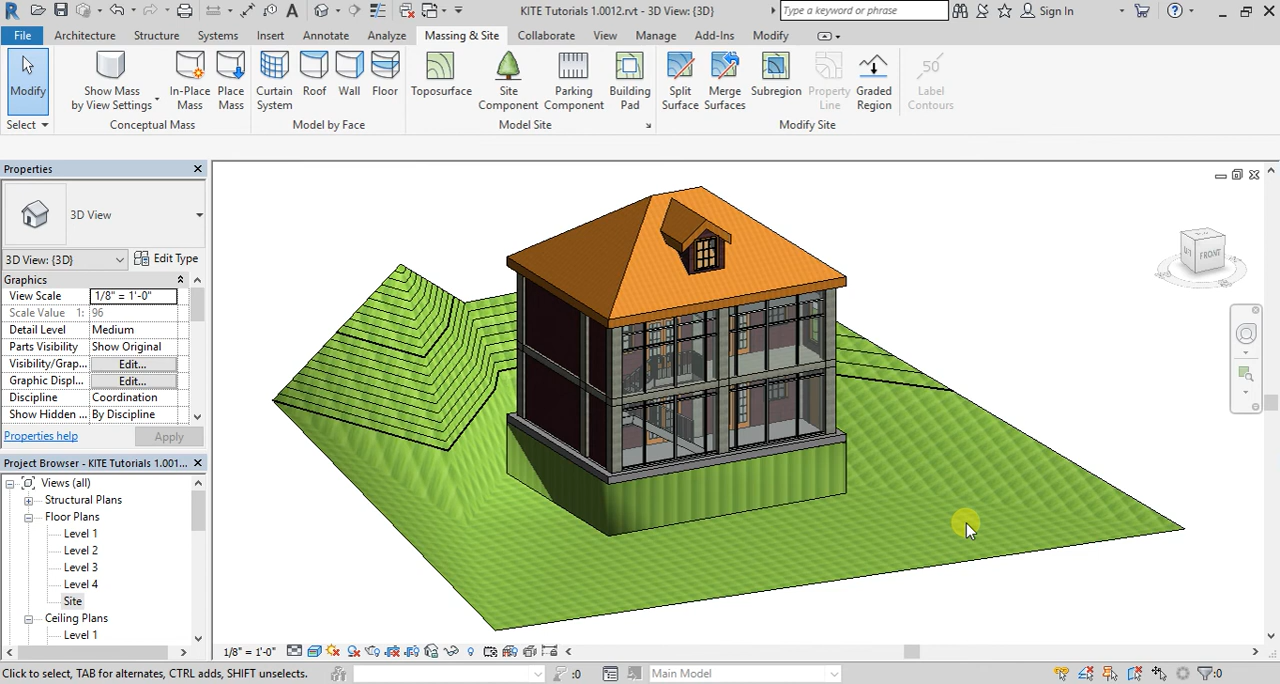 KITE Tutorials 1.0012.rvt - 3D View: {3D}
Type a keyword or phrase
Sign In
File Architecture Structure Systems Insert Annotate Analyze Massing & Site Collaborate View Manage Add-Ins Modify
Modify
Show Mass
by View Settings
In-Place
Mass
Place
Mass
Curtain
System
Roof
Wall
Floor
Toposurface
Site
Component
Parking
Component
Building
Pad
Split
Surface
Merge
Surfaces
Subregion
Property
Line
Graded
Region
50
Label
Contours
Select
Conceptual Mass
Model by Face
Model Site
Modify Site
Properties
3D View
3D View: {3D}
Edit Type
Graphics
View Scale 1/8" = 1'-0"
Scale Value 1: 96
Detail Level Medium
Parts Visibility Show Original
Visibility/Grap... Edit...
Graphic Displ... Edit...
Discipline Coordination
Show Hidden ... By Discipline
Properties help
Apply
Project Browser - KITE Tutorials 1.001...
Views (all)
Structural Plans
Floor Plans
Level 1
Level 2
Level 3
Level 4
Site
Ceiling Plans
Level 1
FRONT
1/8" = 1'-0"
Click to select, TAB for alternates, CTRL adds, SHIFT unselects.
:0
Main Model
:0